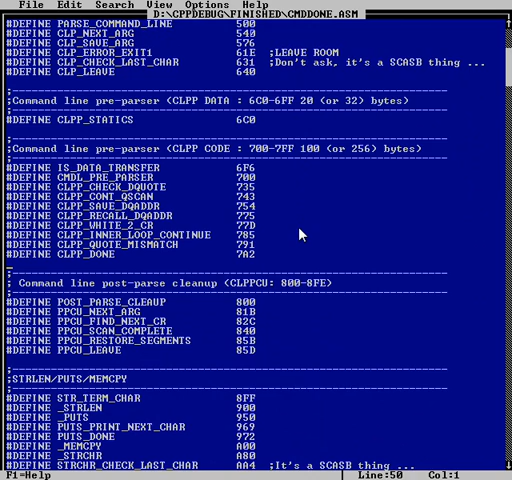 File Edit Search View Options Help
D:\CPPDEBUG\FINISHED\CMDDONE.ASM
#DEFINE PARSE_COMMAND_LINE 500
#DEFINE CLP_NEXT_ARG 540
#DEFINE CLP_SAVE_ARG 576
#DEFINE CLP_ERROR_EXIT1 61E ;LEAVE ROOM
#DEFINE CLP_CHECK_LAST_CHAR 631 ;Don't ask, it's a SCASB thing ...
#DEFINE CLP_LEAVE 640
;Command line pre-parser (CLPP DATA : 6C0-6FF 20 (or 32) bytes)
#DEFINE CLPP_STATICS 6C0
;Command line pre-parser (CLPP CODE : 700-7FF 100 (or 256) bytes)
#DEFINE IS_DATA_TRANSFER 6F6
#DEFINE CMDL_PRE_PARSER 700
#DEFINE CLPP_CHECK_DQUOTE 735
#DEFINE CLPP_CONT_QSCAN 743
#DEFINE CLPP_SAVE_DQADDR 754
#DEFINE CLPP_RECALL_DQADDR 775
#DEFINE CLPP_WHITE_2_CR 77D
#DEFINE CLPP_INNER_LOOP_CONTINUE 785
#DEFINE CLPP_QUOTE_MISMATCH 791
#DEFINE CLPP_DONE 7A2
; Command line post-parse cleanup (CLPPCU: 800-8FE)
#DEFINE POST_PARSE_CLEAUP 800
#DEFINE PPCU_NEXT_ARG 81B
#DEFINE PPCU_FIND_NEXT_CR 82C
#DEFINE PPCU_SCAN_COMPLETE 840
#DEFINE PPCU_RESTORE_SEGMENTS 85B
#DEFINE PPCU_LEAVE 85D
;STRLEN/PUTS/MEMCPY
#DEFINE STR_TERM_CHAR 8FF
#DEFINE _STRLEN 900
#DEFINE _PUTS 950
#DEFINE PUTS_PRINT_NEXT_CHAR 969
#DEFINE PUTS_DONE 972
#DEFINE _MEMCPY A00
#DEFINE _STRCHR A80
#DEFINE STRCHR_CHECK_LAST_CHAR AA4 ;It's a SCASB thing ...
F1=Help Line:50 Col:1